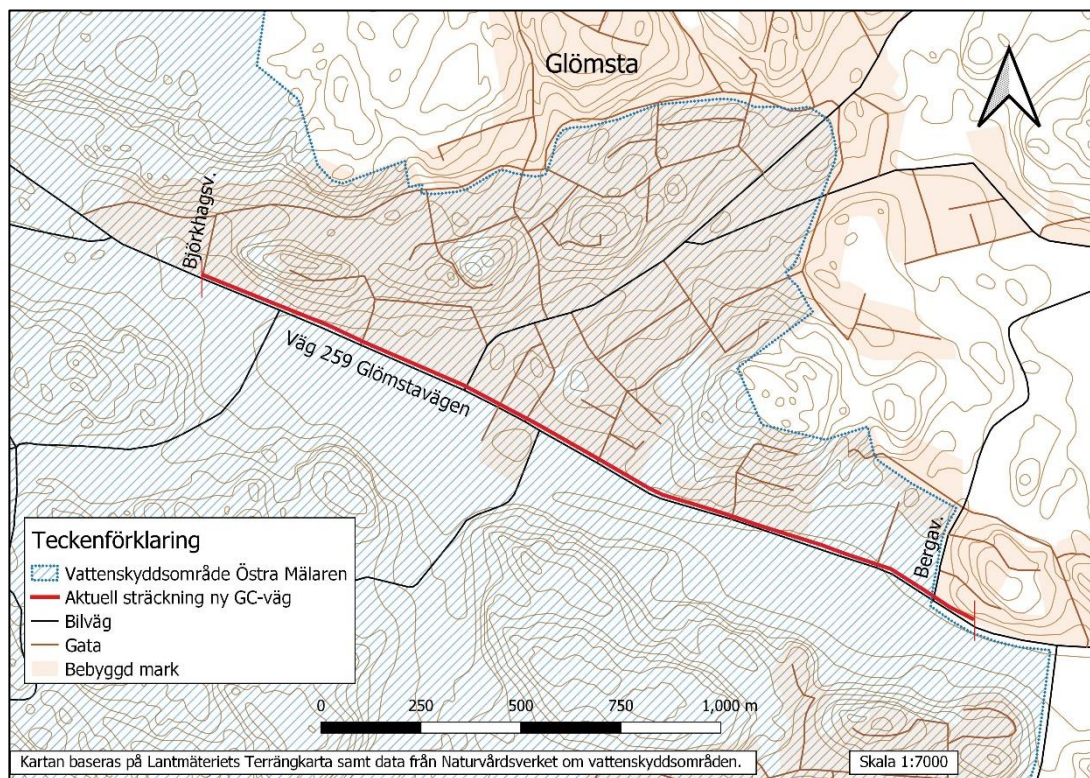 Glömsta
Björkhagsv.
Väg 259 Glömstavägen
Bergav.
Teckenförklaring
Vattenskyddsområde Östra Mälaren
Aktuell sträckning ny GC-väg
Bilväg
Gata
Bebyggd mark
0 250 500 750 1,000 m
Kartan baseras på Lantmäteriets Terrängkarta samt data från Naturvårdsverket om vattenskyddsområden.
Skala 1:7000